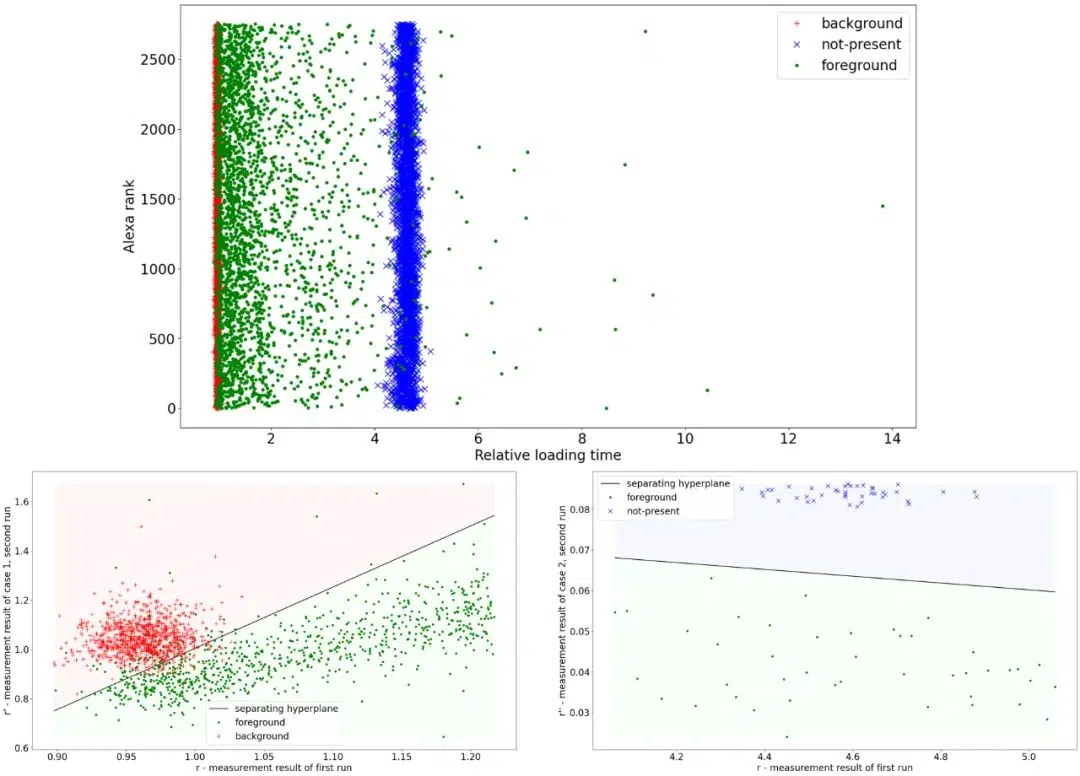 background
not-present
foreground
2500
2000
1500
1000
500
0
Alexa rank
2 4 6 8 10 12 14
Relative loading time
1.6
1.4
1.2
1.0
0.8
0.6
r' - measurement result of case 1, second run
separating hyperplane
foreground
background
0.90 0.95 1.00 1.05 1.10 1.15 1.20
r - measurement result of first run
separating hyperplane
foreground
not-present
0.08
0.07
0.06
0.05
0.04
0.03
r'' - measurement result of case 2, second run
4.2 4.4 4.6 4.8 5.0
r - measurement result of first run